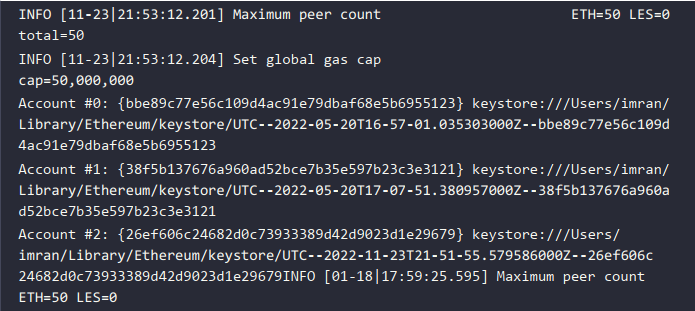 INFO [11-23|21:53:12.201] Maximum peer count                       ETH=50 LES=0
total=50
INFO [11-23|21:53:12.204] Set global gas cap
cap=50,000,000
Account #0: {bbe89c77e56c109d4ac91e79dbaf68e5b6955123} keystore:///Users/imran/
Library/Ethereum/keystore/UTC--2022-05-20T16-57-01.035303000Z--bbe89c77e56c109d
4ac91e79dbaf68e5b6955123
Account #1: {38f5b137676a960ad52bce7b35e597b23c3e3121} keystore:///Users/imran/
Library/Ethereum/keystore/UTC--2022-05-20T17-07-51.380957000Z--38f5b137676a960a
d52bce7b35e597b23c3e3121
Account #2: {26ef606c24682d0c73933389d42d9023d1e29679} keystore:///Users/
imran/Library/Ethereum/keystore/UTC--2022-11-23T21-51-55.579586000Z--26ef606c
24682d0c73933389d42d9023d1e29679INFO [01-18|17:59:25.595] Maximum peer count
ETH=50 LES=0